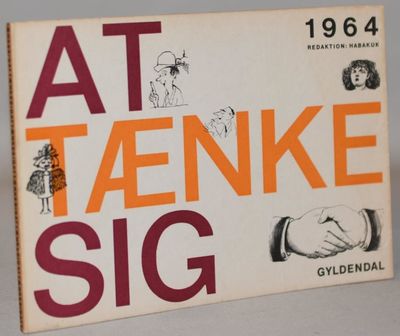 AT
1964
REDAKTION: HABAKUK
TÆNKE
SIG
GYLDENDAL